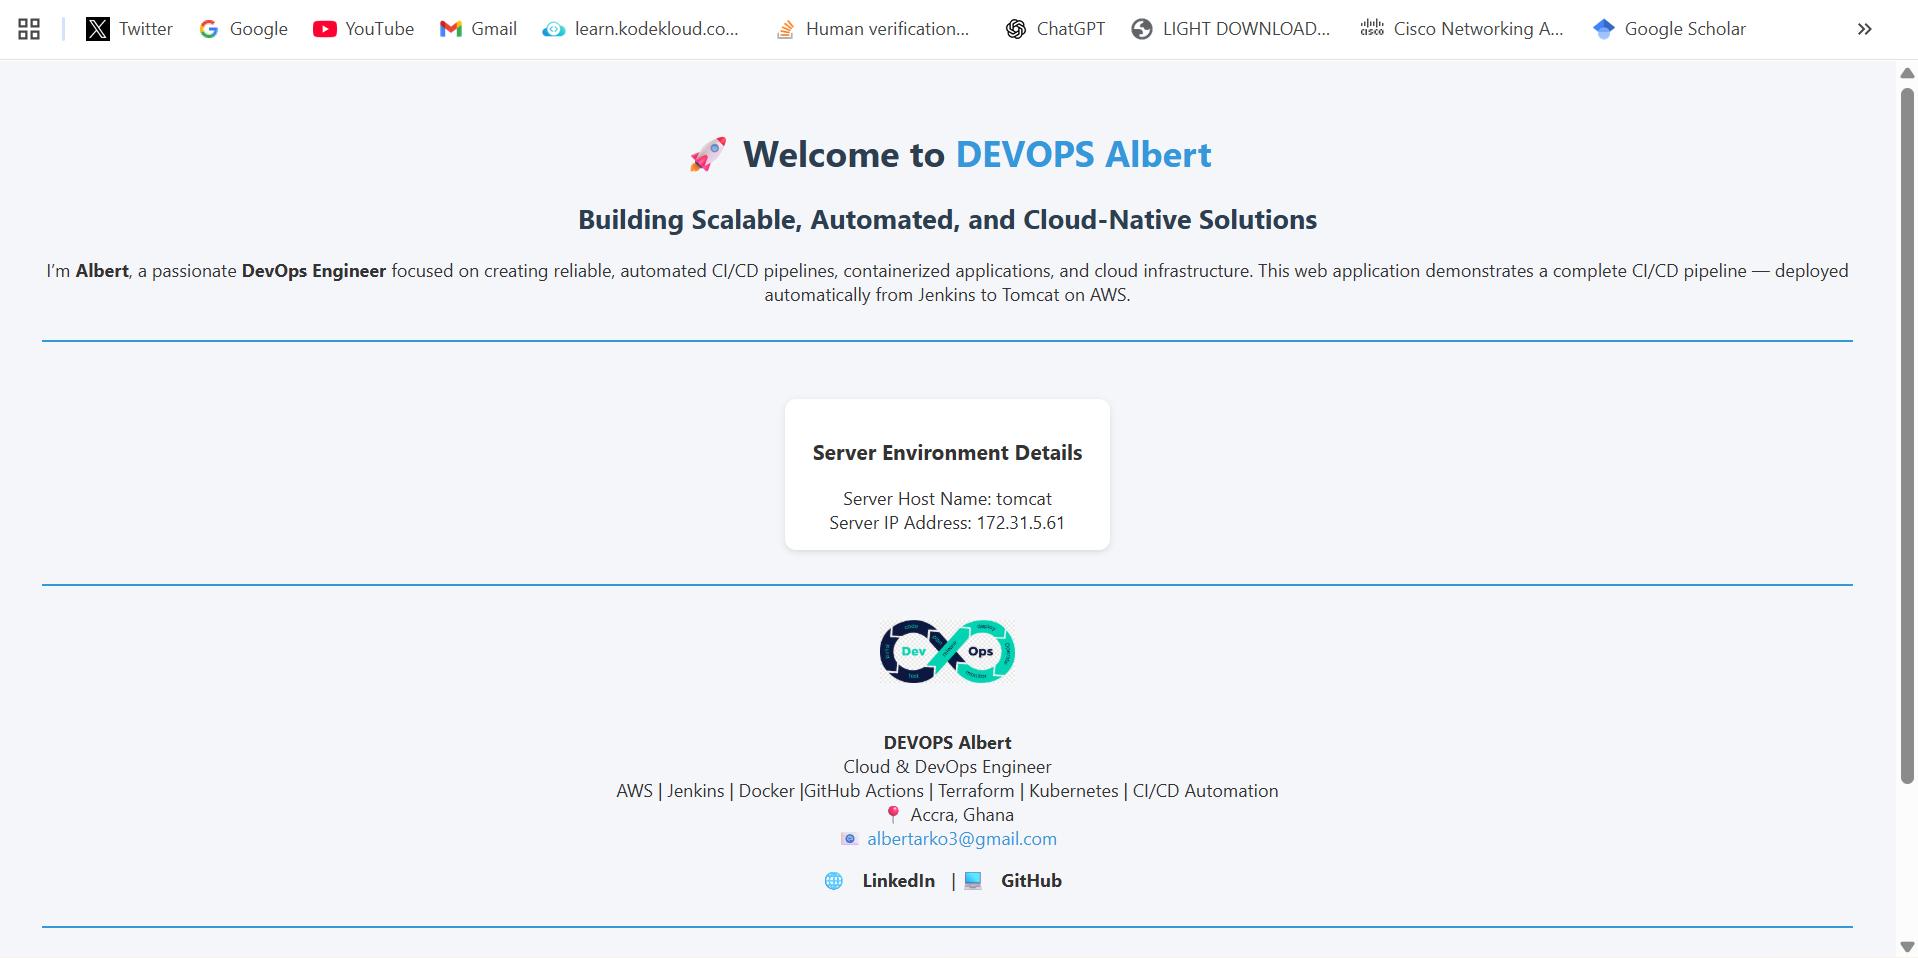 Twitter
Google
YouTube
Gmail
learn.kodekloud.co...
Human verification...
ChatGPT
LIGHT DOWNLOAD...
cisco
Cisco Networking A...
Google Scholar
🚀 Welcome to DEVOPS Albert
Building Scalable, Automated, and Cloud-Native Solutions
I’m Albert, a passionate DevOps Engineer focused on creating reliable, automated CI/CD pipelines, containerized applications, and cloud infrastructure. This web application demonstrates a complete CI/CD pipeline — deployed
automatically from Jenkins to Tomcat on AWS.
Server Environment Details
Server Host Name: tomcat
Server IP Address: 172.31.5.61
Dev Ops
DEVOPS Albert
Cloud & DevOps Engineer
AWS | Jenkins | Docker |GitHub Actions | Terraform | Kubernetes | CI/CD Automation
📍 Accra, Ghana
📧 albertarko3@gmail.com
🌐 LinkedIn | 💻 GitHub